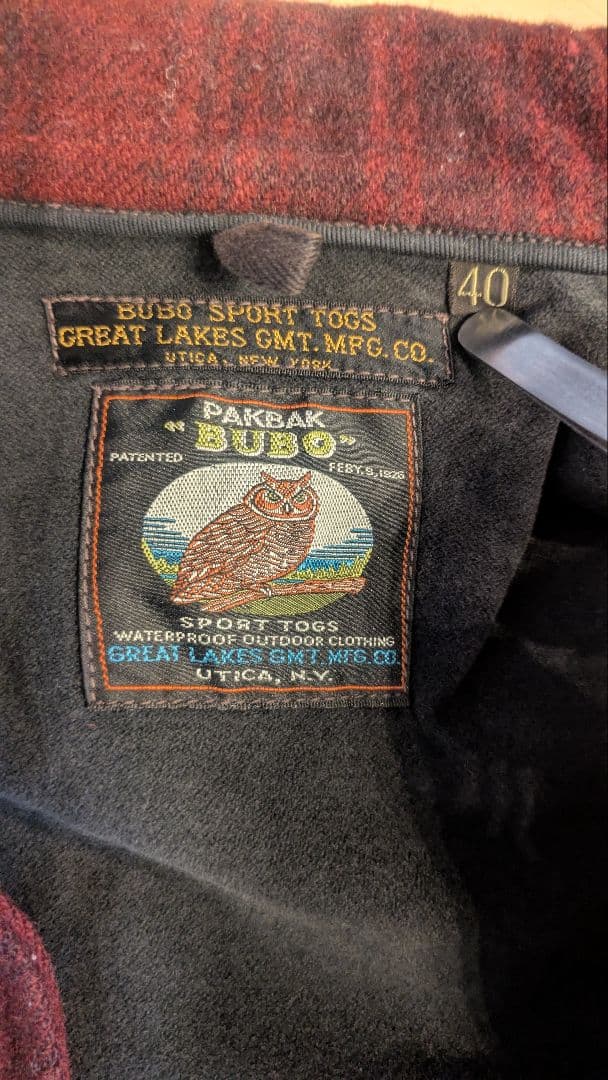 40
BUBO SPORT TOGS
GREAT LAKES GMT. MFG. CO.
UTICA, NEW YORK
PAKBAK
"BUBO"
PATENTED FEBY. 9, 1926
SPORT TOGS
WATERPROOF OUTDOOR CLOTHING
GREAT LAKES GMT. MFG. CO.
UTICA, N.Y.